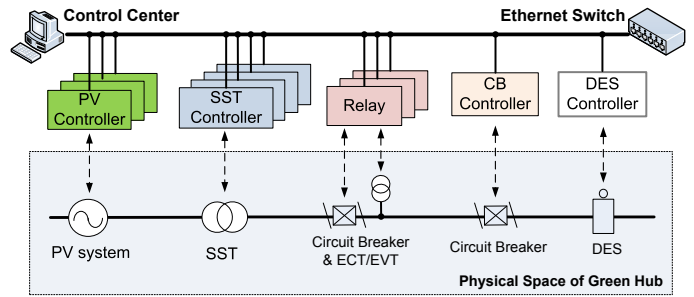 Control Center
Ethernet Switch
PV
Controller
SST
Controller
Relay
CB
Controller
DES
Controller
PV system
SST
Circuit Breaker
& ECT/EVT
Circuit Breaker
DES
Physical Space of Green Hub